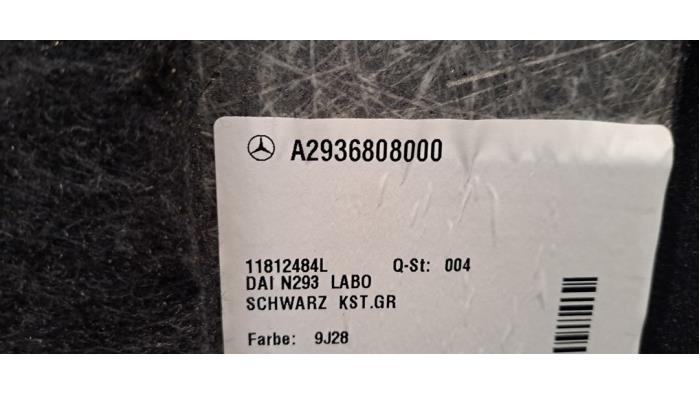 A2936808000
11812484L Q-St: 004
DAI N293 LABO
SCHWARZ KST.GR
Farbe: 9J28